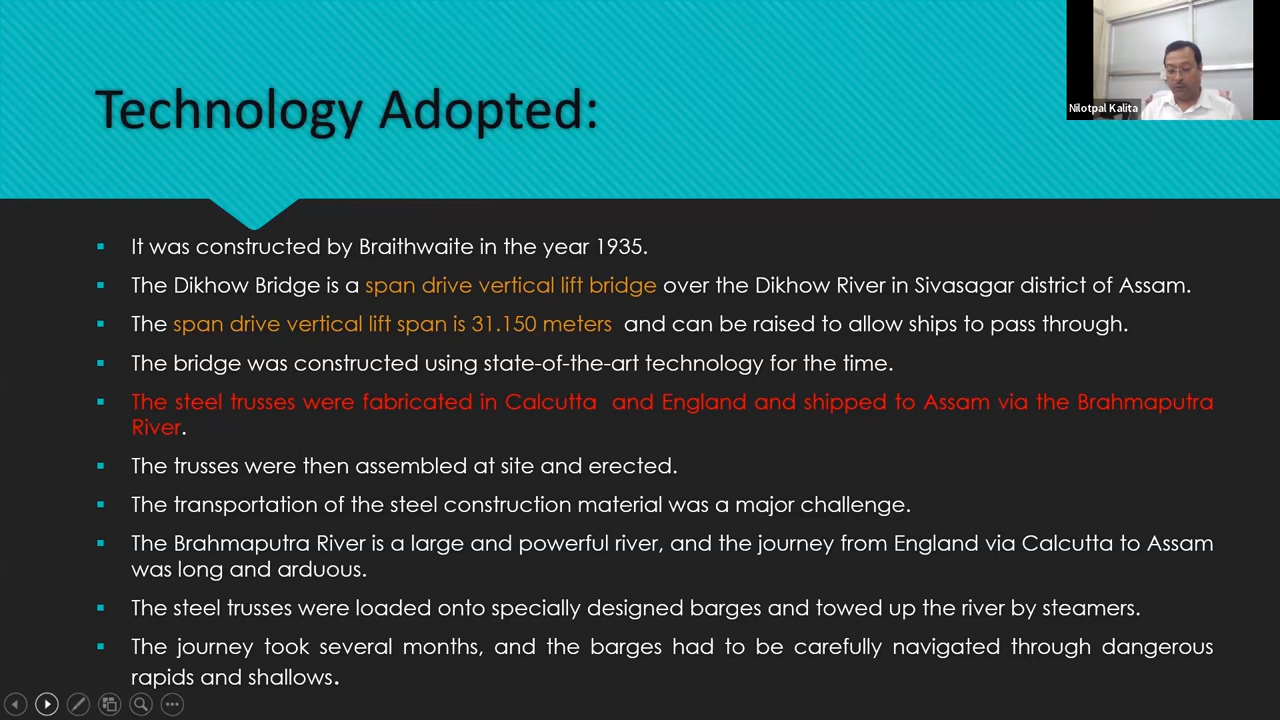 Technology Adopted:
Nilotpal Kalita
It was constructed by Braithwaite in the year 1935.
The Dikhow Bridge is a span drive vertical lift bridge over the Dikhow River in Sivasagar district of Assam.
The span drive vertical lift span is 31.150 meters and can be raised to allow ships to pass through.
The bridge was constructed using state-of-the-art technology for the time.
The steel trusses were fabricated in Calcutta and England and shipped to Assam via the Brahmaputra
River.
The trusses were then assembled at site and erected.
The transportation of the steel construction material was a major challenge.
The Brahmaputra River is a large and powerful river, and the journey from England via Calcutta to Assam
was long and arduous.
The steel trusses were loaded onto specially designed barges and towed up the river by steamers.
The journey took several months, and the barges had to be carefully navigated through dangerous
rapids and shallows.